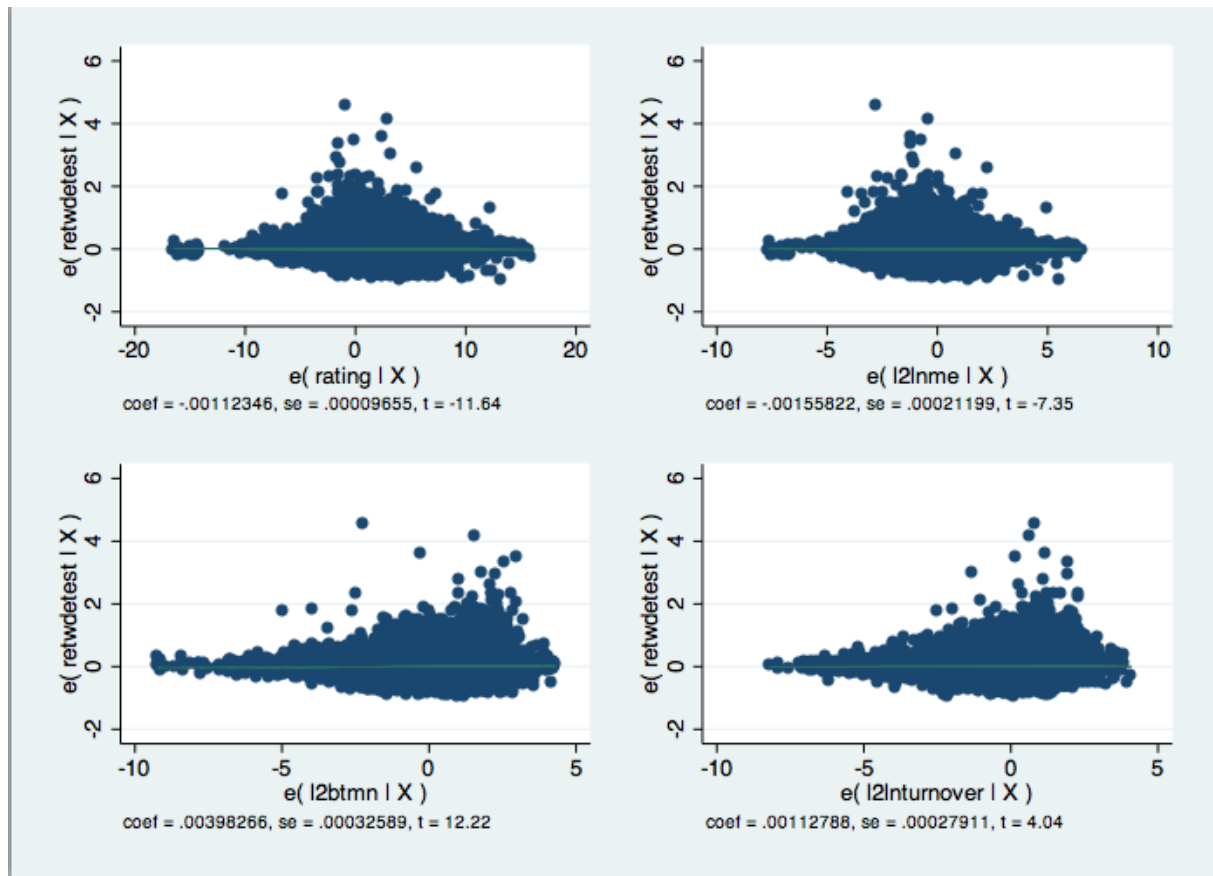 6
4
2
0
-2
e( retwdetest | X )
-20 -10 0 10 20
e( rating | X )
coef = -.00112346, se = .00009655, t = -11.64
6
4
2
0
-2
e( retwdetest | X )
-10 -5 0 5 10
e( l2lnme | X )
coef = -.00155822, se = .00021199, t = -7.35
6
4
2
0
-2
e( retwdetest | X )
-10 -5 0 5
e( l2btmn | X )
coef = .00398266, se = .00032589, t = 12.22
6
4
2
0
-2
e( retwdetest | X )
-10 -5 0 5
e( l2lnturnover | X )
coef = .00112788, se = .00027911, t = 4.04